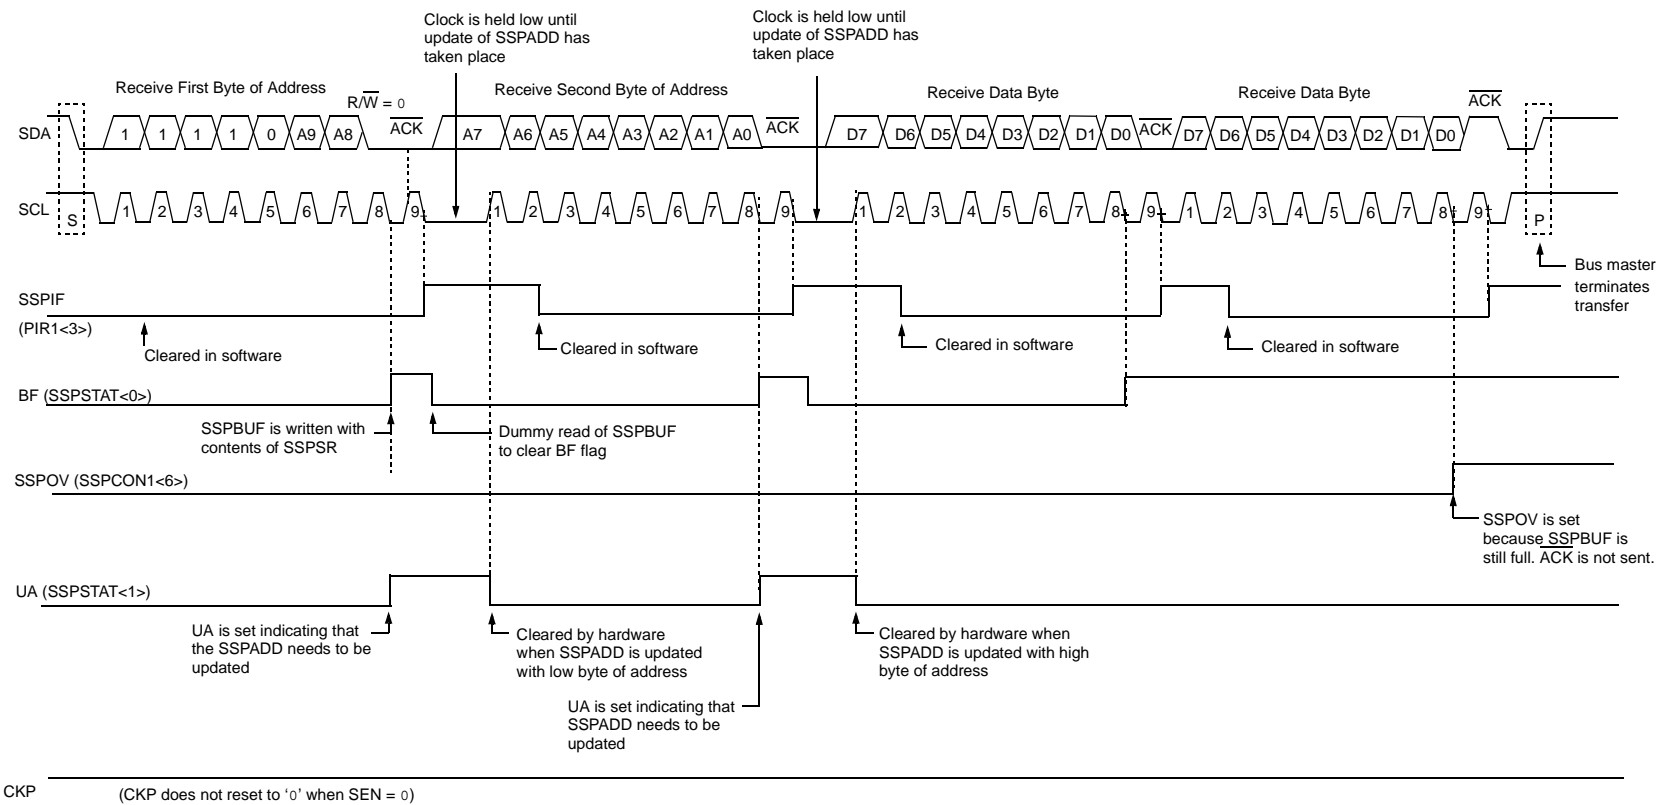 Clock is held low until
update of SSPADD has
taken place
Clock is held low until
update of SSPADD has
taken place
Receive First Byte of Address
R/W = 0
ACK
Receive Second Byte of Address
ACK
Receive Data Byte
ACK
Receive Data Byte
ACK
SDA
1 1 1 1 0 A9 A8
A7 A6 A5 A4 A3 A2 A1 A0
D7 D6 D5 D4 D3 D2 D1 D0
D7 D6 D5 D4 D3 D2 D1 D0
SCL
S
1 2 3 4 5 6 7 8 9
1 2 3 4 5 6 7 8 9
1 2 3 4 5 6 7 8 9
1 2 3 4 5 6 7 8 9
P
Bus master
terminates
transfer
SSPIF
(PIR1<3>)
Cleared in software
Cleared in software
Cleared in software
Cleared in software
BF (SSPSTAT<0>)
SSPBUF is written with
contents of SSPSR
Dummy read of SSPBUF
to clear BF flag
SSPOV (SSPCON1<6>)
SSPOV is set
because SSPBUF is
still full. ACK is not sent.
UA (SSPSTAT<1>)
UA is set indicating that
the SSPADD needs to be
updated
Cleared by hardware
when SSPADD is updated
with low byte of address
UA is set indicating that
SSPADD needs to be
updated
Cleared by hardware when
SSPADD is updated with high
byte of address
CKP
(CKP does not reset to ‘0’ when SEN = 0)